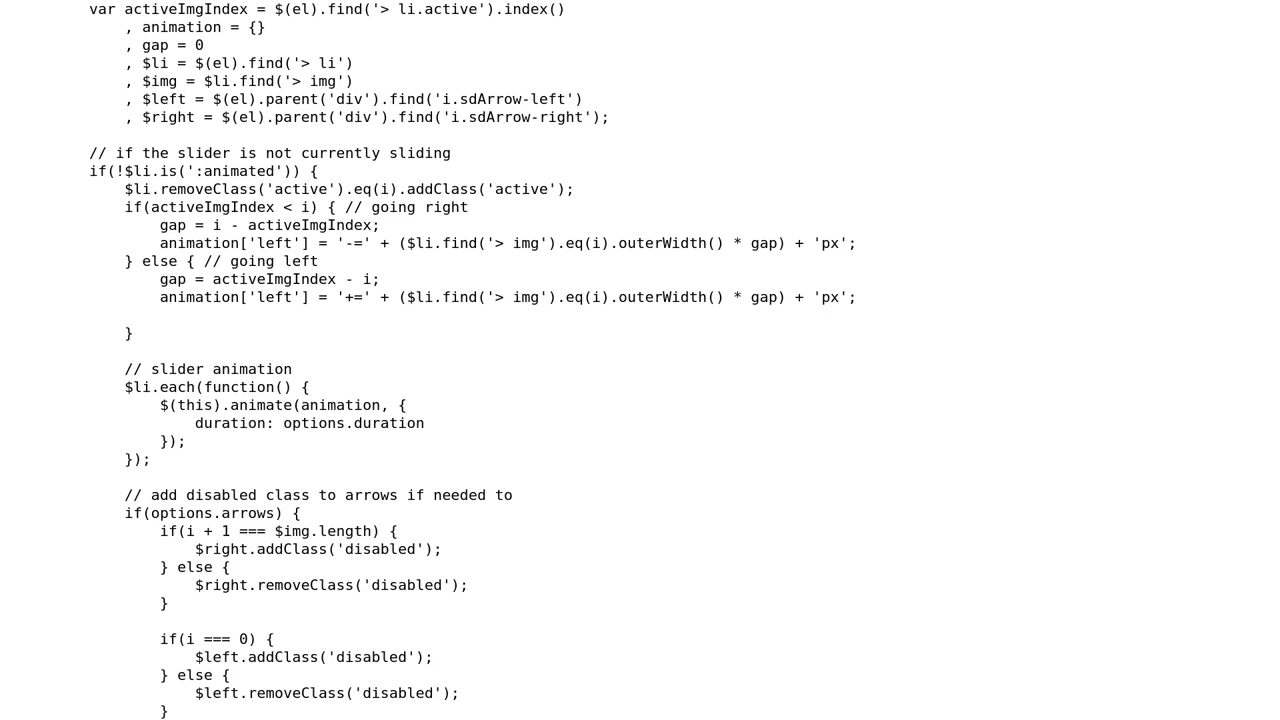 var activeImgIndex = $(el).find('> li.active').index()
    , animation = {}
    , gap = 0
    , $li = $(el).find('> li')
    , $img = $li.find('> img')
    , $left = $(el).parent('div').find('i.sdArrow-left')
    , $right = $(el).parent('div').find('i.sdArrow-right');

// if the slider is not currently sliding
if(!$li.is(':animated')) {
    $li.removeClass('active').eq(i).addClass('active');
    if(activeImgIndex < i) { // going right
        gap = i - activeImgIndex;
        animation['left'] = '-=' + ($li.find('> img').eq(i).outerWidth() * gap) + 'px';
    } else { // going left
        gap = activeImgIndex - i;
        animation['left'] = '+=' + ($li.find('> img').eq(i).outerWidth() * gap) + 'px';

    }

    // slider animation
    $li.each(function() {
        $(this).animate(animation, {
            duration: options.duration
        });
    });

    // add disabled class to arrows if needed to
    if(options.arrows) {
        if(i + 1 === $img.length) {
            $right.addClass('disabled');
        } else {
            $right.removeClass('disabled');
        }

        if(i === 0) {
            $left.addClass('disabled');
        } else {
            $left.removeClass('disabled');
        }